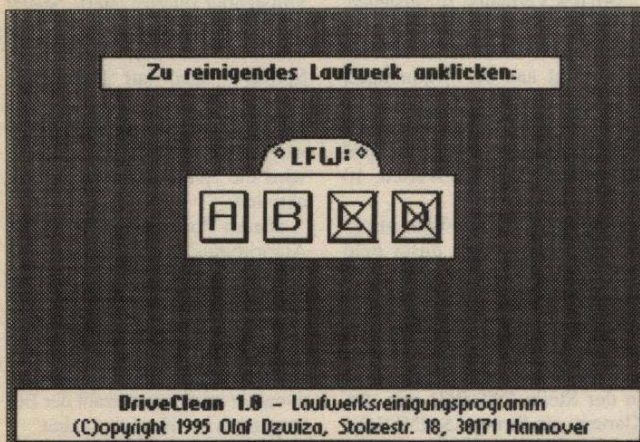 Zu reinigendes Laufwerk anklicken:
◇ LFW: ◇
A B C D
DriveClean 1.0 - Laufwerksreinigungsprogramm
(C)opyright 1995 Olaf Dzwiza, Stolzestr. 18, 30171 Hannover